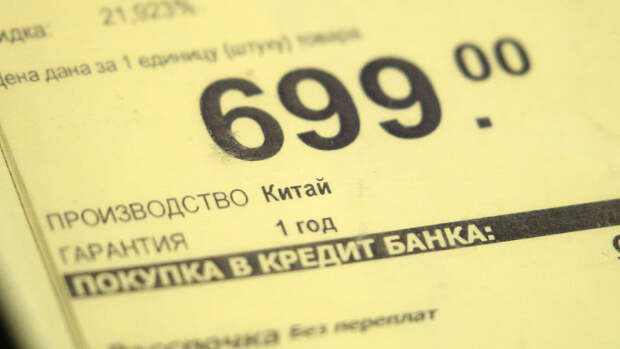 21,923%
Цена дана за 1 единицу (штуку) товара
699.00
ПРОИЗВОДСТВО Китай
ГАРАНТИЯ 1 год
ПОКУПКА В КРЕДИТ БАНКА:
Рассрочка без переплат